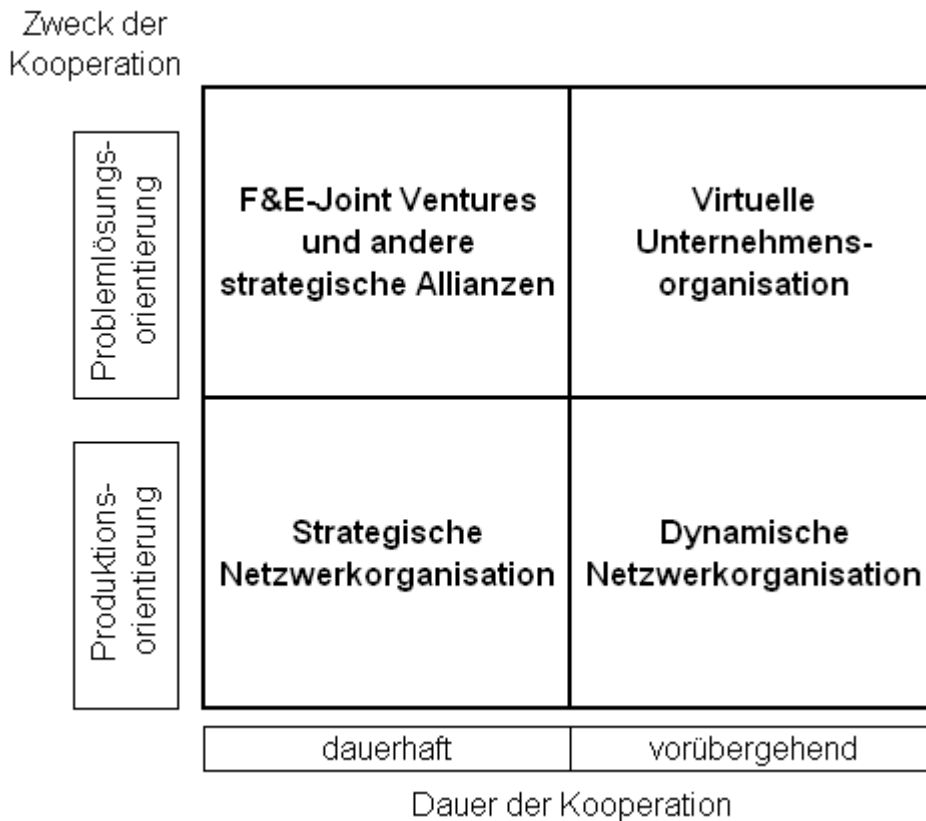 Zweck der
Kooperation
Problemlösungs-
orientierung
F&E-Joint Ventures
und andere
strategische Allianzen
Virtuelle
Unternehmens-
organisation
Produktions-
orientierung
Strategische
Netzwerkorganisation
Dynamische
Netzwerkorganisation
dauerhaft
vorübergehend
Dauer der Kooperation